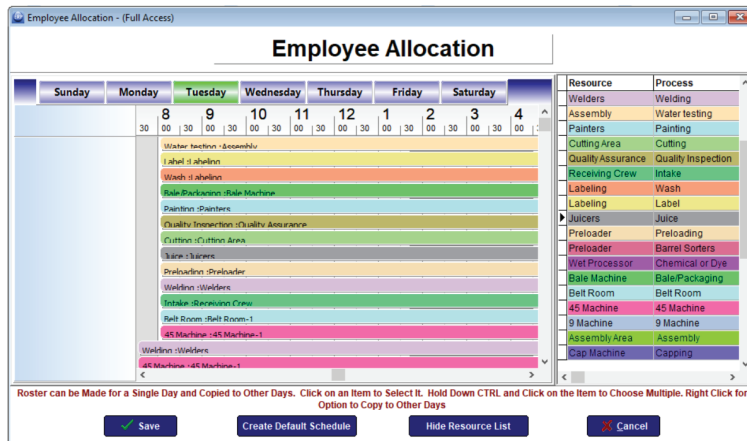 Employee Allocation - (Full Access)
Employee Allocation
Sunday Monday Tuesday Wednesday Thursday Friday Saturday
8 9 10 11 12 1 2 3 4
30 00 30 00 30 00 30 00 30 00 30 00 30 00 30 00 30 00
Water testing :Assembly
Label :Labeling
Wash :Labeling
Bale/Packaging :Bale Machine
Painting :Painters
Quality Inspection :Quality Assurance
Cutting :Cutting Area
Juice :Juicers
Preloading :Preloader
Welding :Welders
Intake :Receiving Crew
Belt Room :Belt Room-1
45 Machine :45 Machine-1
Welding :Welders
45 Machine :45 Machine-1
Resource Process
Welders Welding
Assembly Water testing
Painters Painting
Cutting Area Cutting
Quality Assurance Quality Inspection
Receiving Crew Intake
Labeling Wash
Labeling Label
Juicers Juice
Preloader Preloading
Preloader Barrel Sorters
Wet Processor Chemical or Dye
Bale Machine Bale/Packaging
Belt Room Belt Room
45 Machine 45 Machine
9 Machine 9 Machine
Assembly Area Assembly
Cap Machine Capping
Roster can be Made for a Single Day and Copied to Other Days. Click on an Item to Select It. Hold Down CTRL and Click on the Item to Choose Multiple. Right Click for
Option to Copy to Other Days
Save Create Default Schedule Hide Resource List Cancel